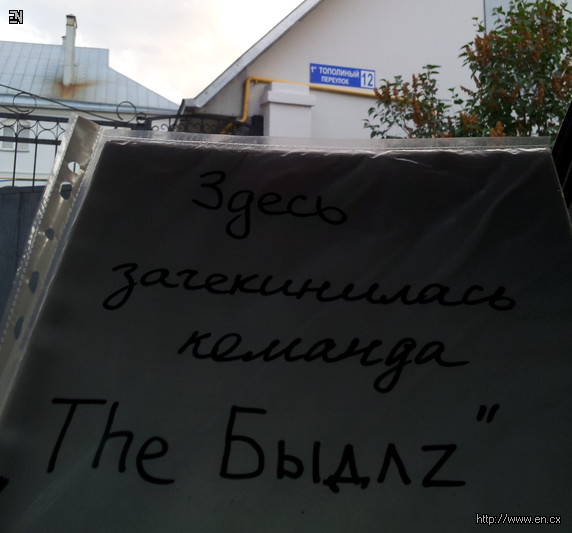 EN
1й ТОПОЛИНЫЙ
ПЕРЕУЛОК
12
Здесь
зачекинилась
команда
„The Быдлz"
http://www.en.cx